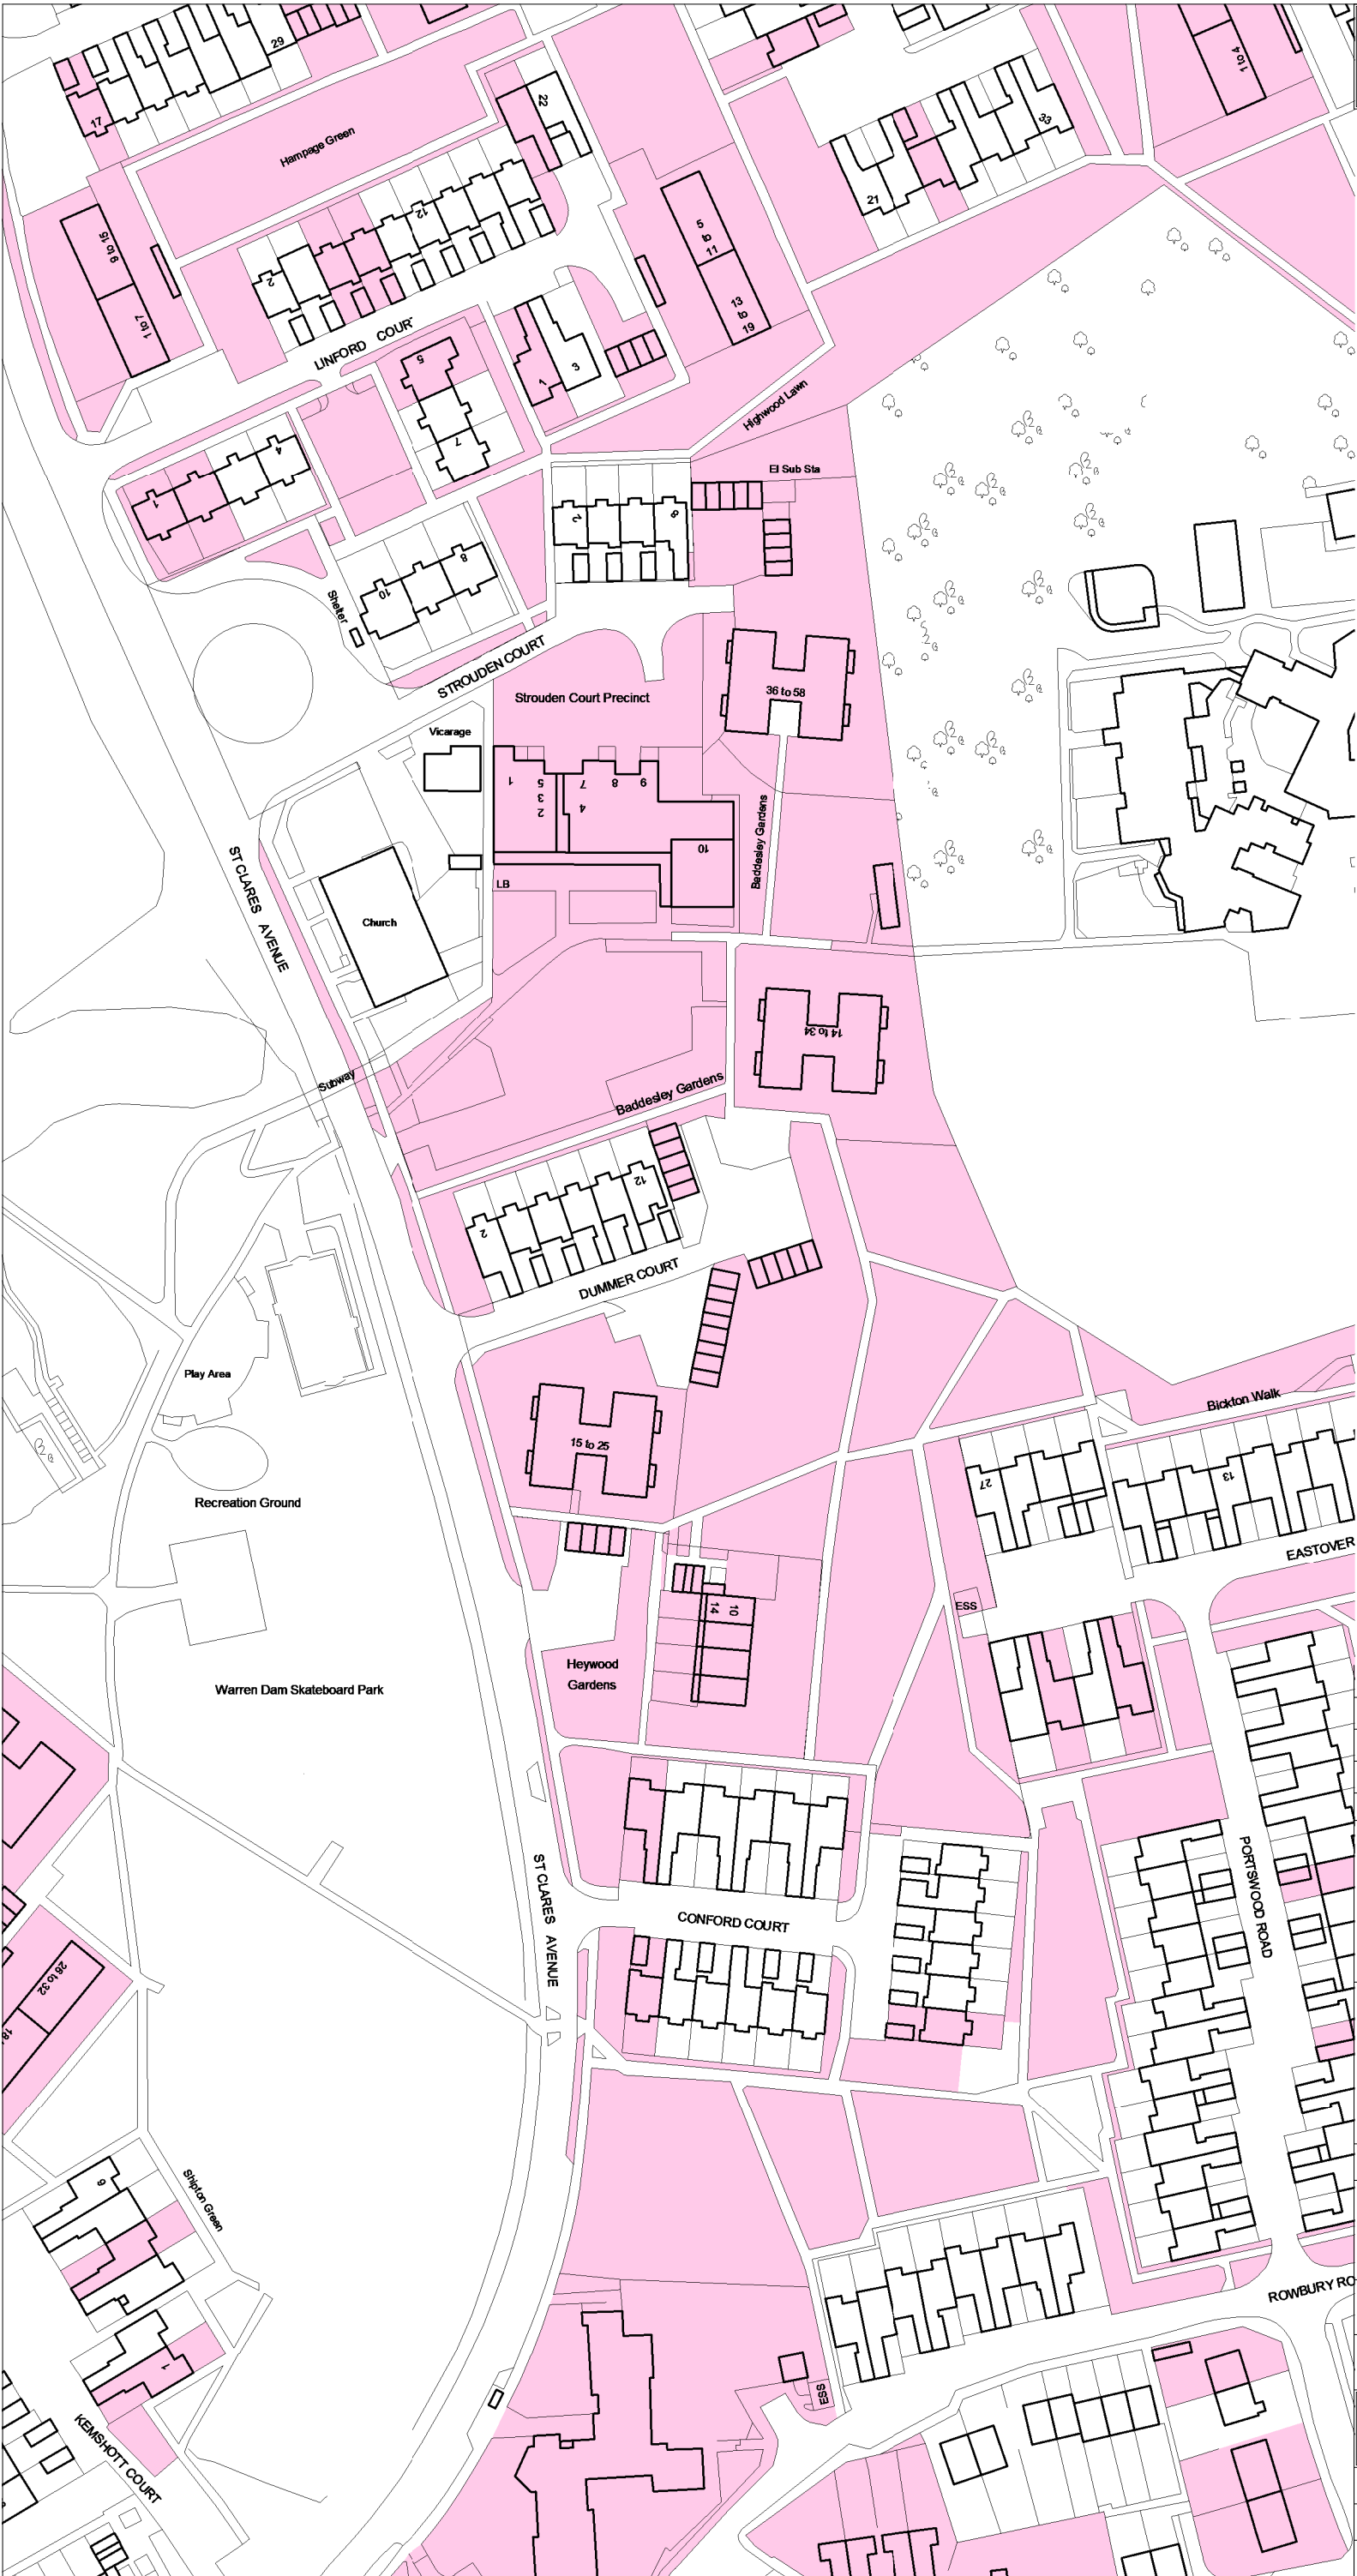 29
17
22
Hampage Green
1 to 4
33
21
12
2
9 to 15
1 to 7
5
to
11
13
to
19
LINFORD COURT
5
7
1
3
Highwood Lawn
4
1
El Sub Sta
2
8
8
10
Shelter
STROUDEN COURT
Strouden Court Precinct
36 to 58
Vicarage
1
5
3
2
7
4
8
9
10
Baddesley Gardens
LB
ST CLARES AVENUE
Church
14 to 34
Subway
Baddesley Gardens
12
2
DUMMER COURT
Play Area
Bickton Walk
15 to 25
27
13
Recreation Ground
EASTOVER
ESS
14
10
Heywood
Gardens
Warren Dam Skateboard Park
ST CLARES AVENUE
PORTSWOOD ROAD
CONFORD COURT
26 to 32
18
9
Shipton Green
ROWBURY RO
1
ESS
KEMSHOTT COURT